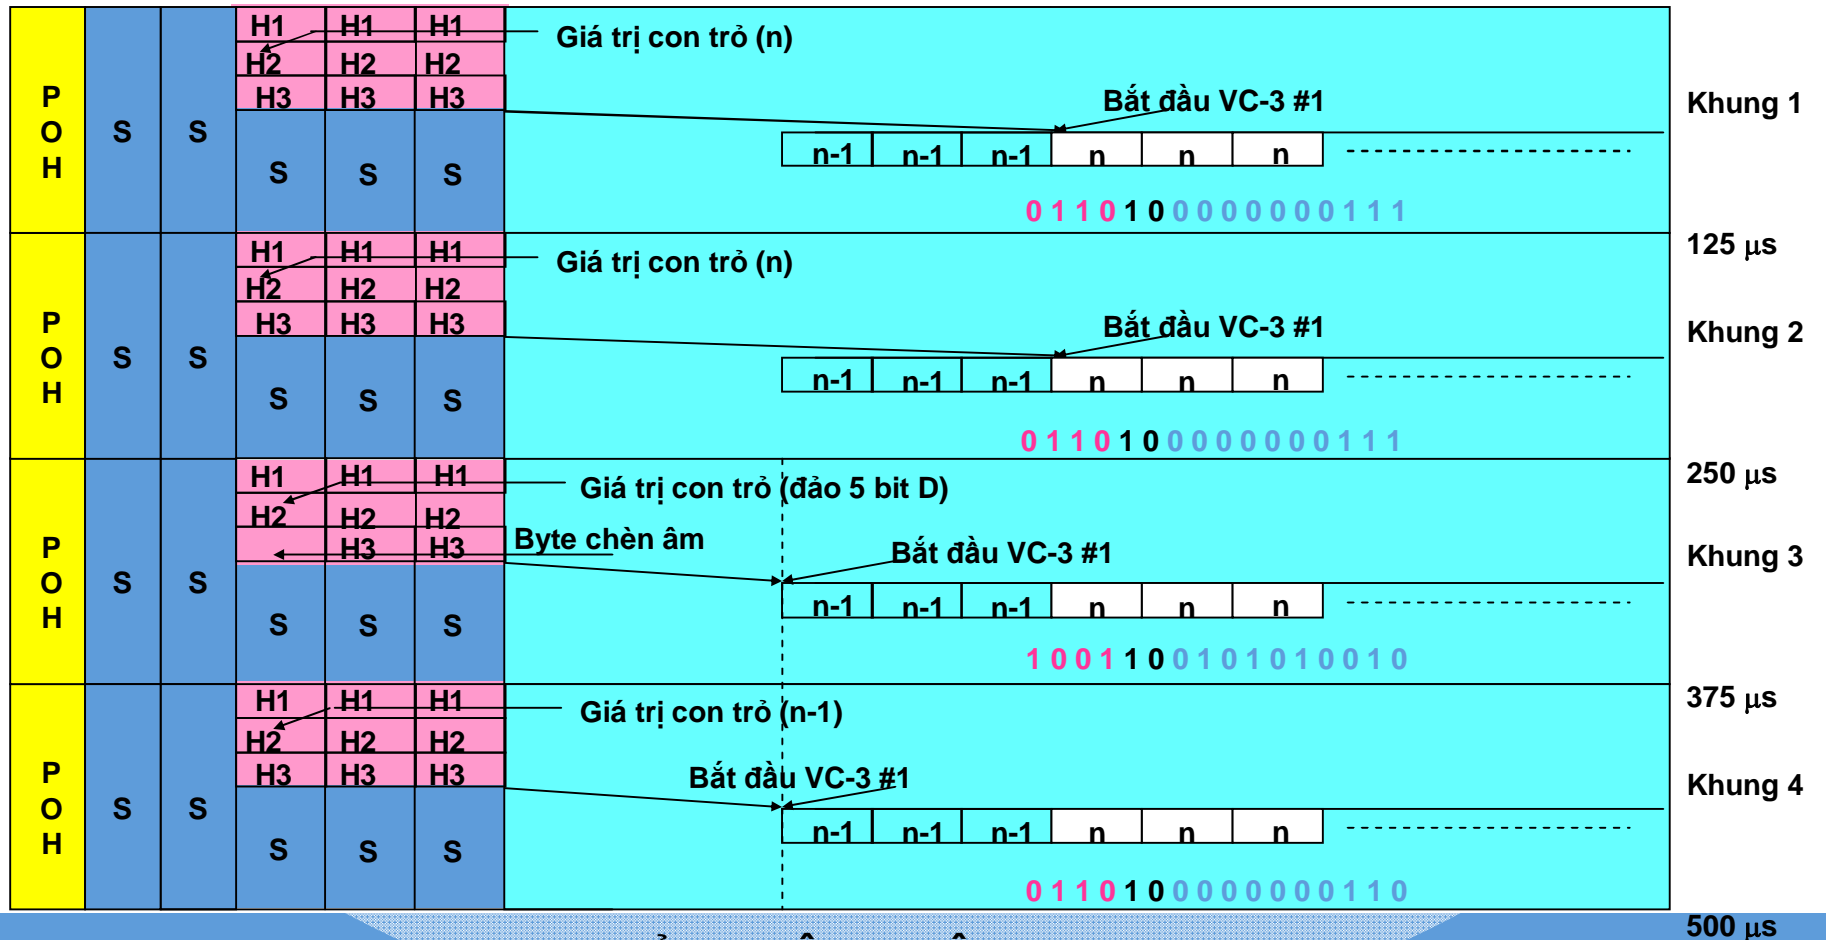 H1 H1 H1
Giá trị con trỏ (n)
H2 H2 H2
H3 H3 H3
P
O
H
S S
Bắt đầu VC-3 #1
Khung 1
S S S
n-1 n-1 n-1 n n n
0 1 1 0 1 0 0 0 0 0 0 0 0 1 1 1
125 µs
H1 H1 H1
Giá trị con trỏ (n)
H2 H2 H2
H3 H3 H3
P
O
H
S S
Bắt đầu VC-3 #1
Khung 2
S S S
n-1 n-1 n-1 n n n
0 1 1 0 1 0 0 0 0 0 0 0 0 1 1 1
250 µs
H1 H1 H1
Giá trị con trỏ (đảo 5 bit D)
H2 H2 H2
Byte chèn âm
H3 H3
P
O
H
S S
Bắt đầu VC-3 #1
Khung 3
S S S
n-1 n-1 n-1 n n n
1 0 0 1 1 0 0 1 0 1 0 1 0 0 1 0
375 µs
H1 H1 H1
Giá trị con trỏ (n-1)
H2 H2 H2
H3 H3 H3
P
O
H
S S
Bắt đầu VC-3 #1
Khung 4
S S S
n-1 n-1 n-1 n n n
0 1 1 0 1 0 0 0 0 0 0 0 0 1 1 0
500 µs